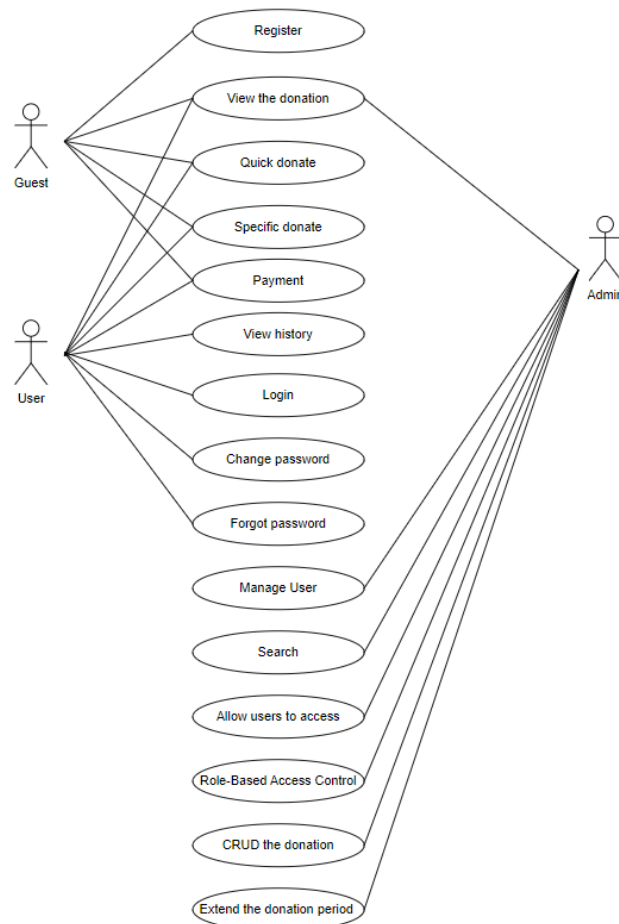 Register
View the donation
Guest
Quick donate
Specific donate
Payment
Admin
View history
User
Login
Change password
Forgot password
Manage User
Search
Allow users to access
Role-Based Access Control
CRUD the donation
Extend the donation period